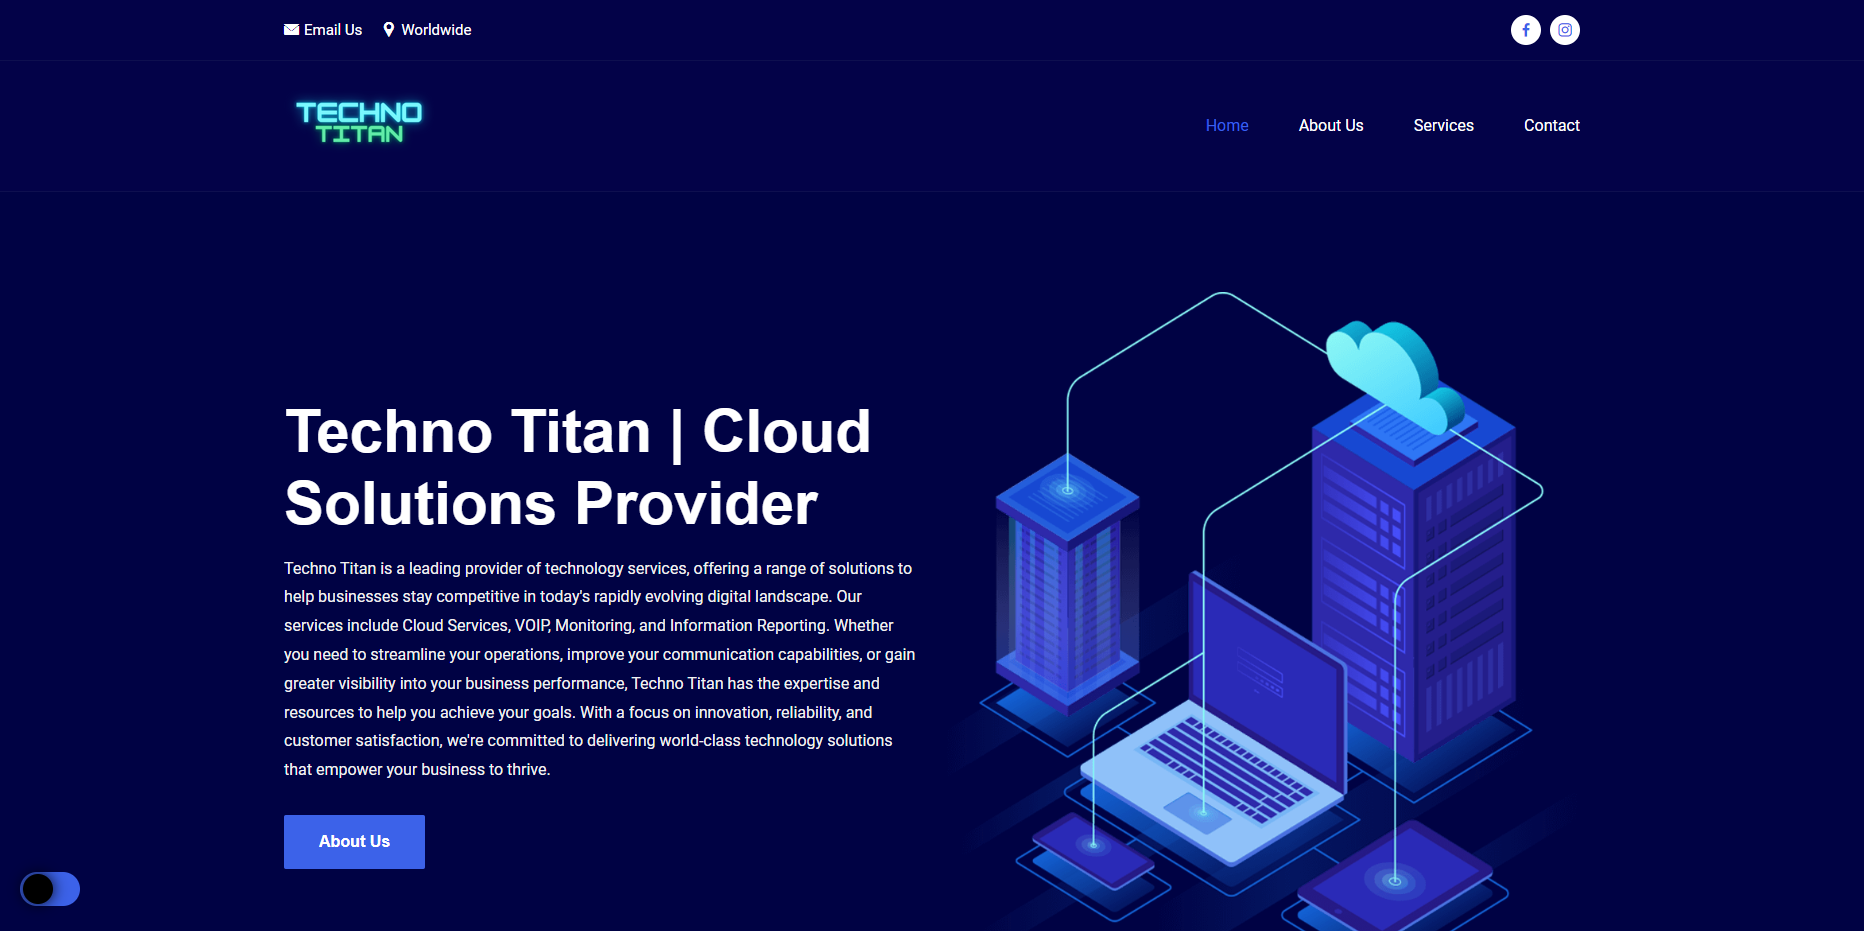 Email Us Worldwide
TECHNO
TITAN
Home About Us Services Contact
Techno Titan | Cloud
Solutions Provider
Techno Titan is a leading provider of technology services, offering a range of solutions to
help businesses stay competitive in today's rapidly evolving digital landscape. Our
services include Cloud Services, VOIP, Monitoring, and Information Reporting. Whether
you need to streamline your operations, improve your communication capabilities, or gain
greater visibility into your business performance, Techno Titan has the expertise and
resources to help you achieve your goals. With a focus on innovation, reliability, and
customer satisfaction, we're committed to delivering world-class technology solutions
that empower your business to thrive.
About Us